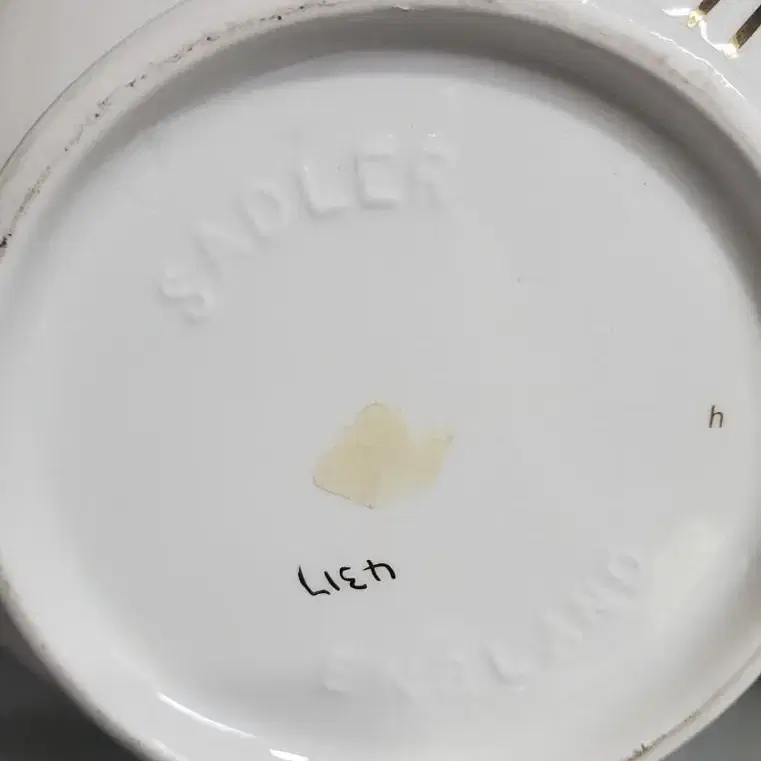 SADLER
h
4317
ENGLAND